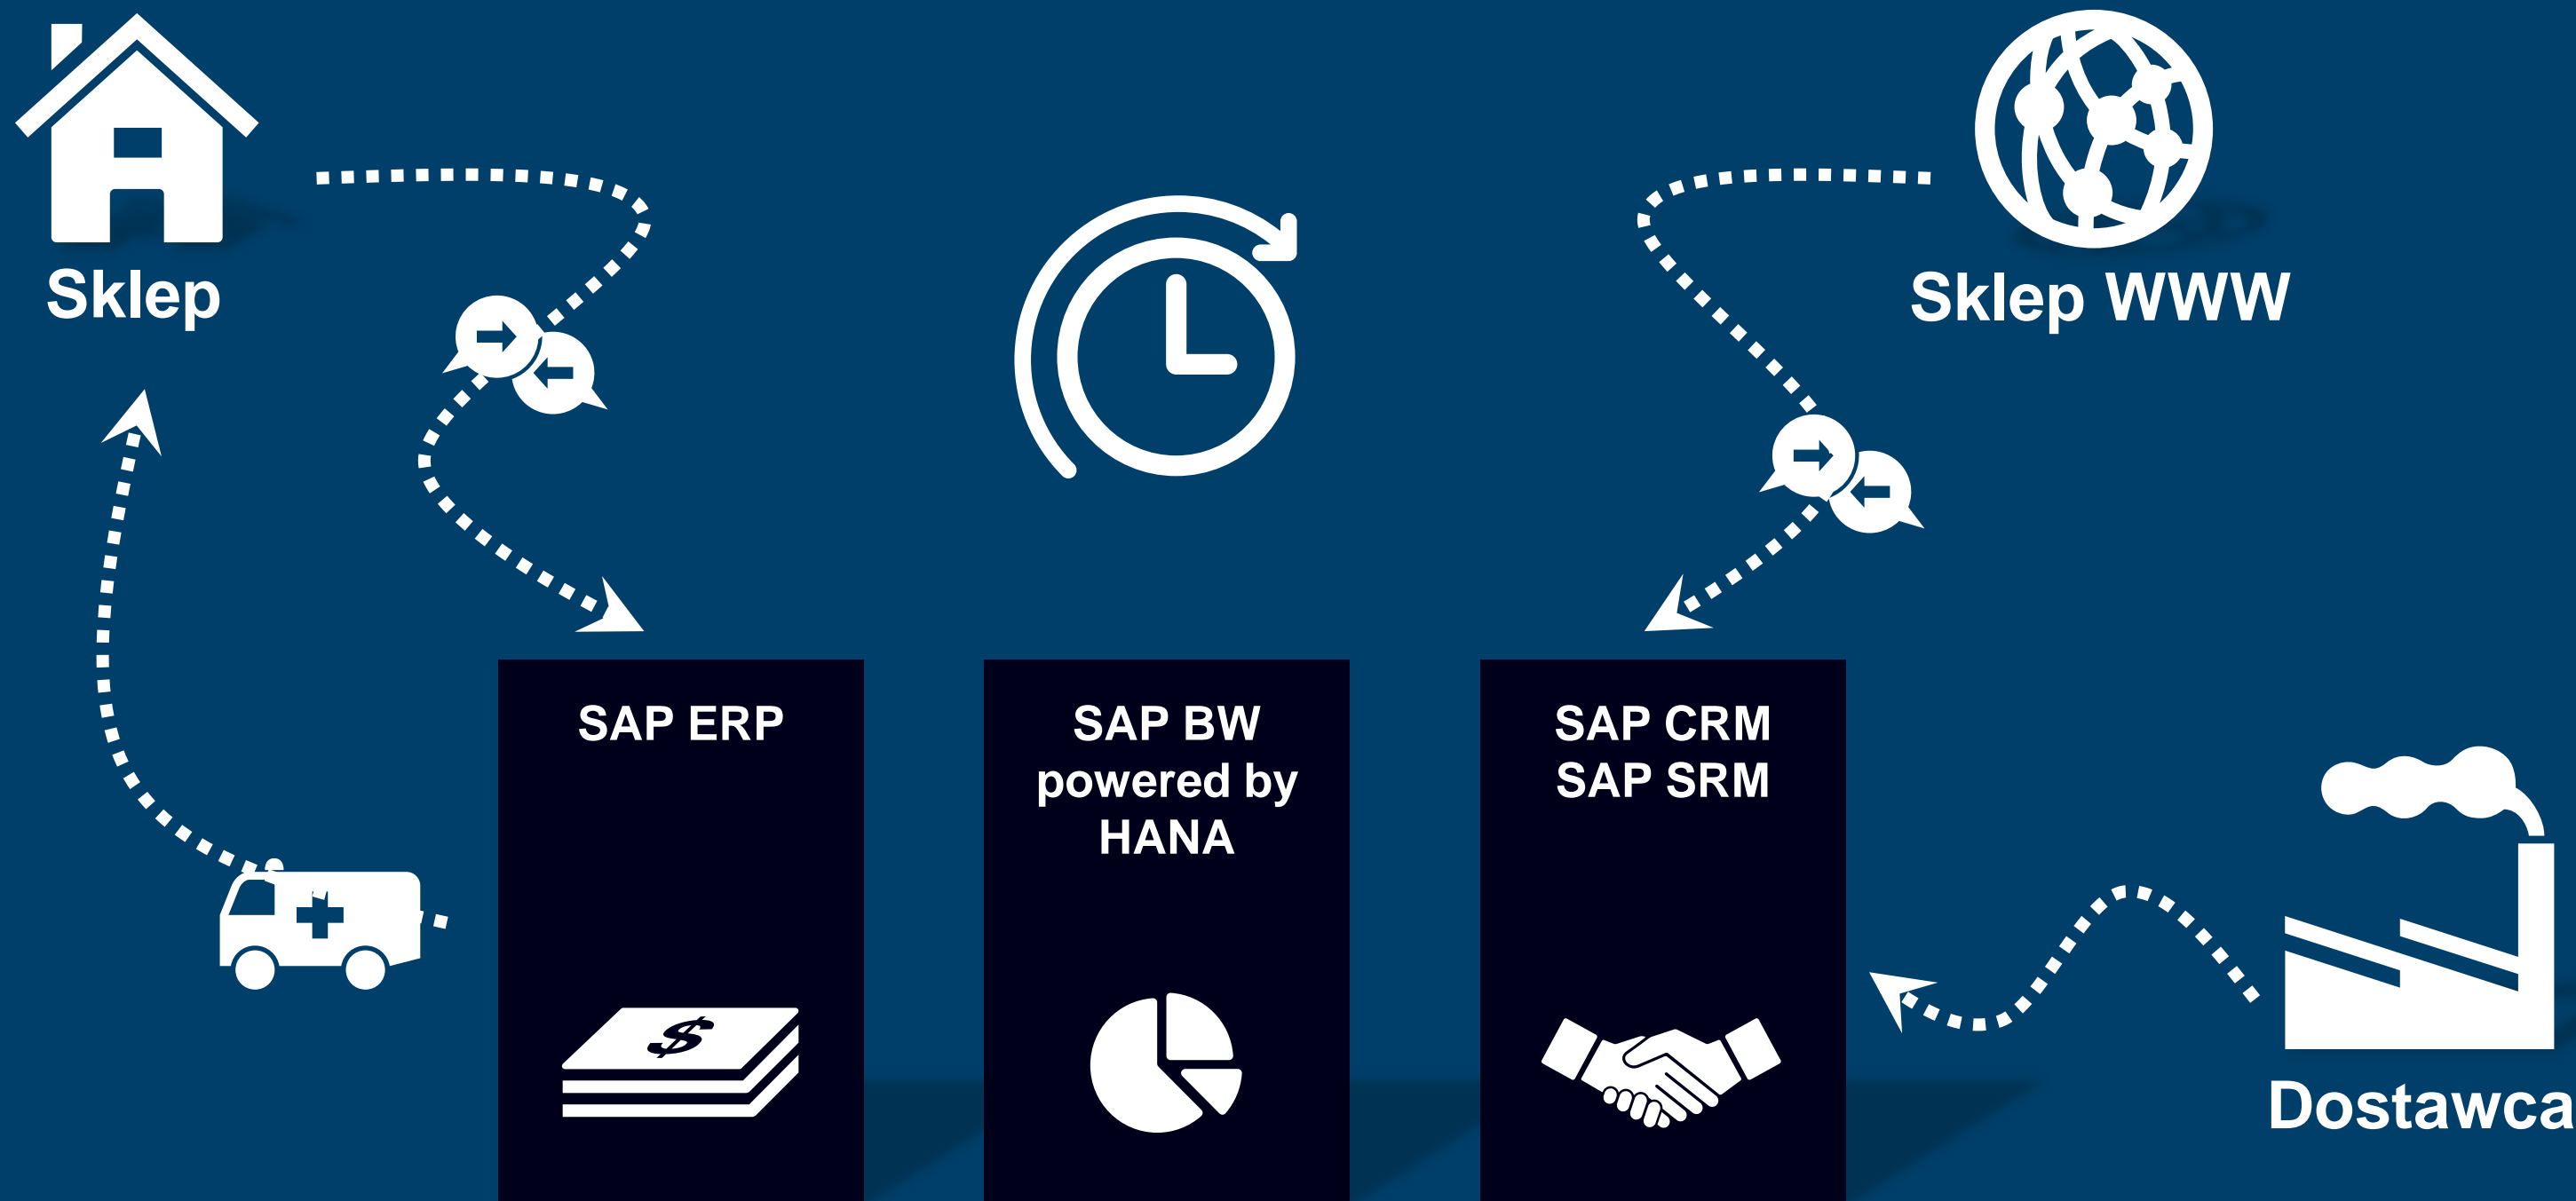 Sklep
Sklep WWW
SAP ERP
SAP BW
powered by
HANA
SAP CRM
SAP SRM
$
Dostawca